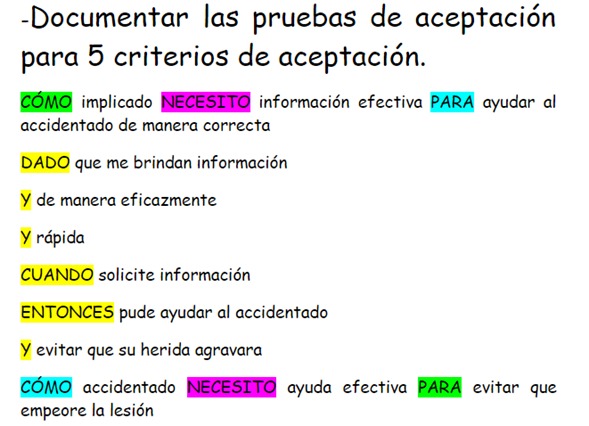 -Documentar las pruebas de aceptación
para 5 criterios de aceptación.
CÓMO implicado NECESITO información efectiva PARA ayudar al
accidentado de manera correcta
DADO que me brindan información
Y de manera eficazmente
Y rápida
CUANDO solicite información
ENTONCES pude ayudar al accidentado
Y evitar que su herida agravara
CÓMO accidentado NECESITO ayuda efectiva PARA evitar que
empeore la lesión